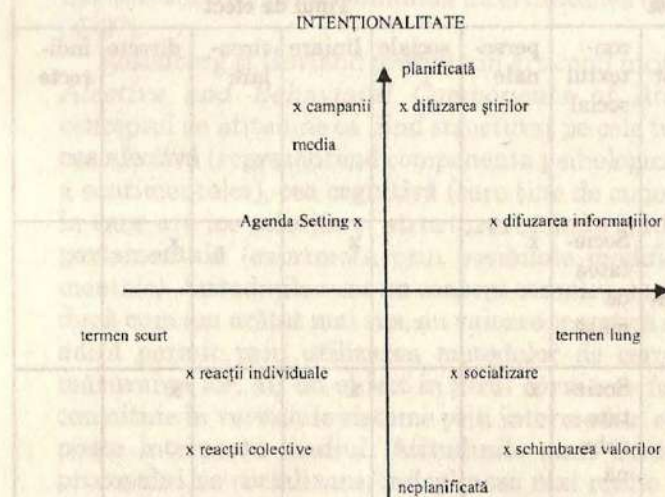 INTENȚIONALITATE
planificată
x campanii media
x difuzarea știrilor
Agenda Setting x
x difuzarea informațiilor
termen scurt
termen lung
x reacții individuale
x socializare
x reacții colective
x schimbarea valorilor
neplanificată